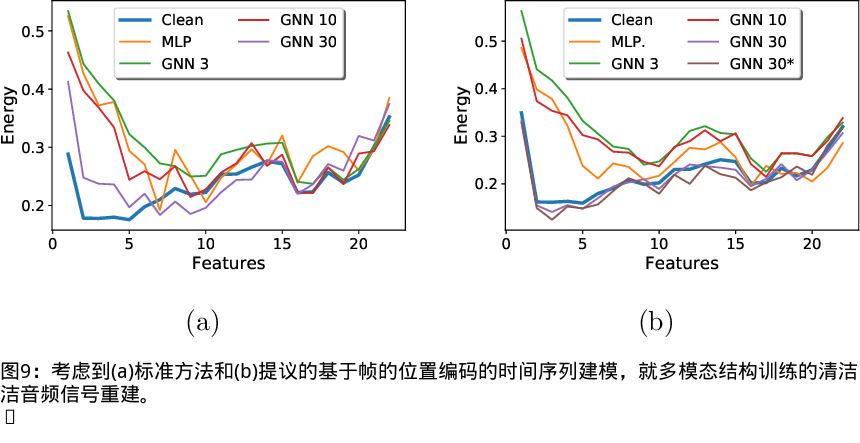 Clean
MLP
GNN 3
GNN 10
GNN 30
0.5
0.4
0.3
0.2
Energy
0 5 10 15 20
Features
(a)
Clean
MLP.
GNN 3
GNN 10
GNN 30
GNN 30*
0.5
0.4
0.3
0.2
Energy
0 5 10 15 20
Features
(b)
图9：考虑到(a)标准方法和(b)提议的基于帧的位置编码的时间序列建模，就多模态结构训练的清洁
洁音频信号重建。